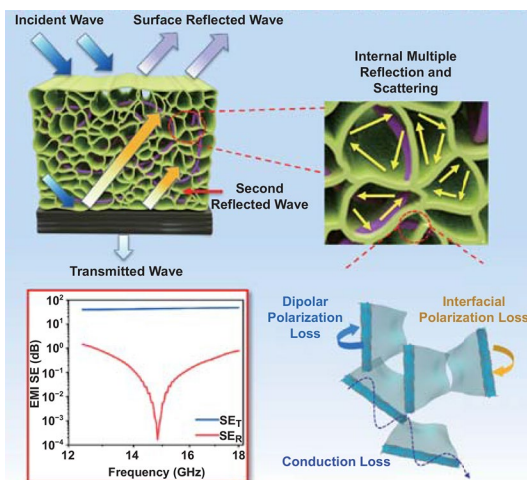 Incident Wave
Surface Reflected Wave
Internal Multiple
Reflection and
Scattering
Second
Reflected Wave
Transmitted Wave
EMI SE (dB)
10²
10¹
10⁰
10⁻¹
10⁻²
10⁻³
10⁻⁴
12
14
16
18
Frequency (GHz)
SE_T
SE_R
Dipolar
Polarization
Loss
Interfacial
Polarization Loss
Conduction Loss